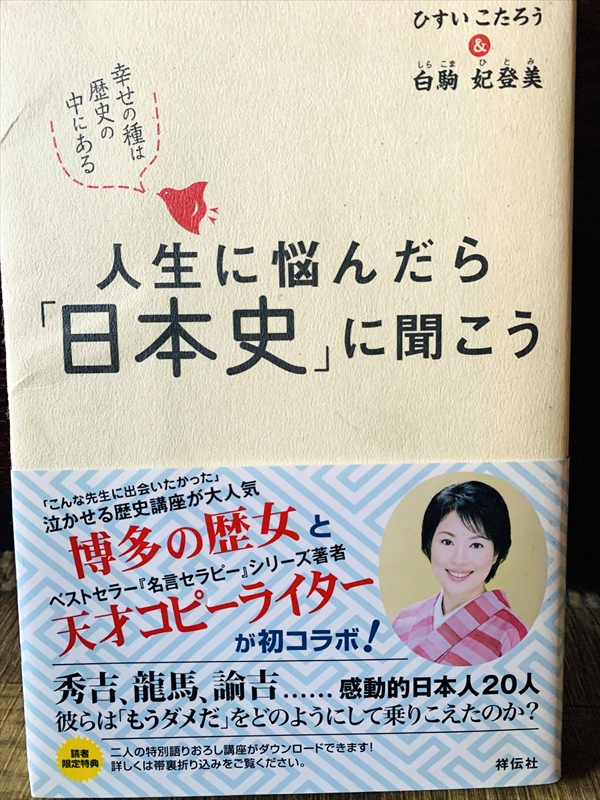 ひすい こたろう
&
しら こま ひ と み
白駒 妃登美
幸せの種は
歴史の
中にある
人生に悩んだら
「日本史」に聞こう
「こんな先生に出会いたかった」
泣かせる歴史講座が大人気
博多の歴女と
ベストセラー『名言セラピー』シリーズ著者
天才コピーライター
が初コラボ!
秀吉、龍馬、諭吉……感動的日本人20人
彼らは「もうダメだ」をどのようにして乗りこえたのか?
読者
限定特典
二人の特別語りおろし講座がダウンロードできます!
詳しくは帯裏折り込みをご覧ください。
祥伝社